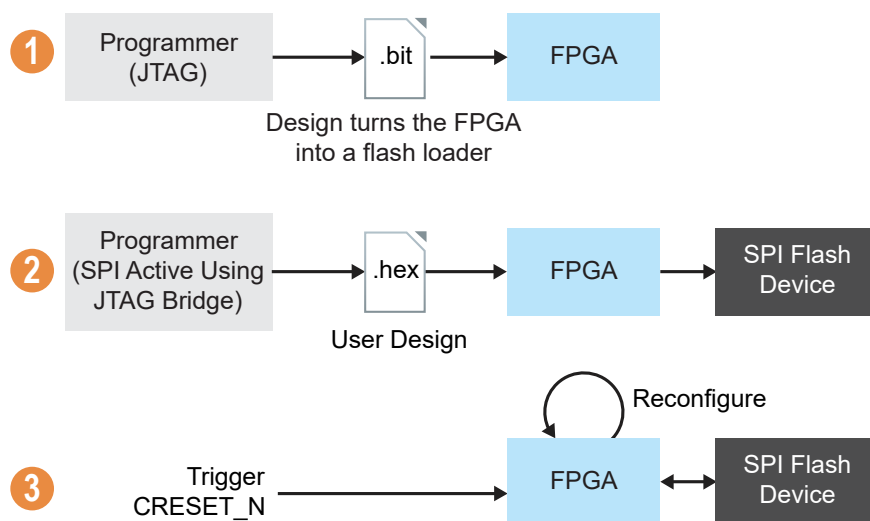 1
Programmer
(JTAG)
.bit
FPGA
Design turns the FPGA
into a flash loader
2
Programmer
(SPI Active Using
JTAG Bridge)
.hex
FPGA
SPI Flash
Device
User Design
Reconfigure
3
Trigger
CRESET_N
FPGA
SPI Flash
Device